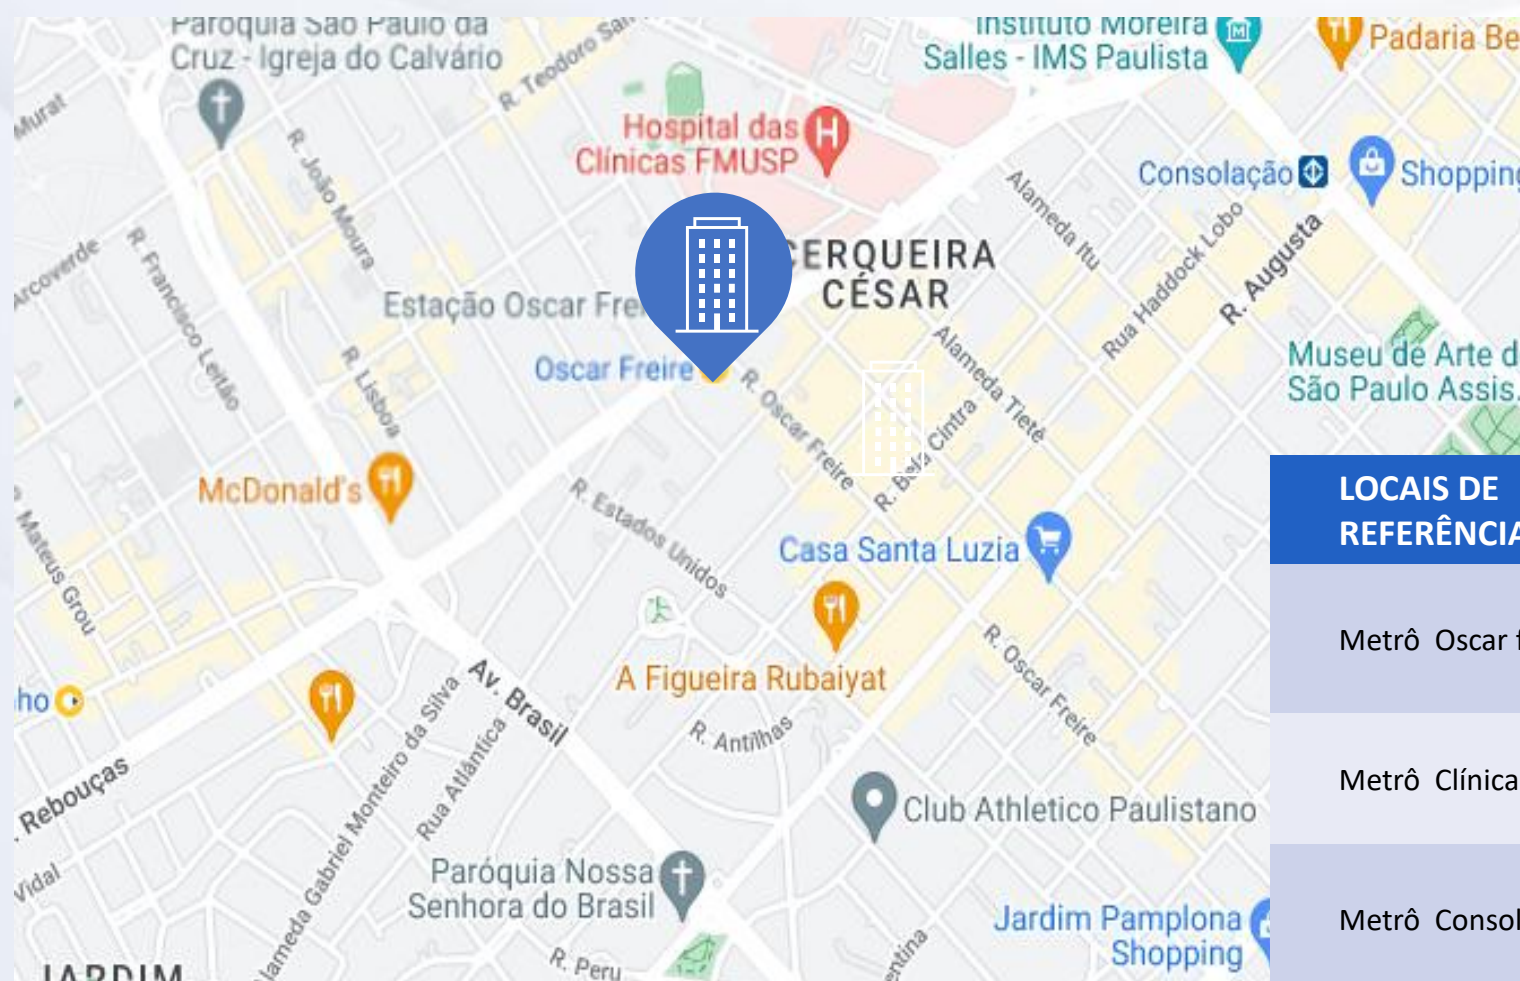 Paróquia São Paulo da
Cruz - Igreja do Calvário
R. Teodoro
Instituto Moreira
Salles - IMS Paulista
Padaria
Murat
R. João Moura
Hospital das
Clínicas FMUSP
Alameda Itu
Consolação
Shopping
Arcoverde
R. Francisco Leitão
CERQUEIRA
CÉSAR
Rua Haddock Lobo
R. Augusta
Estação Oscar
Oscar Freire
R. Lisboa
R. Oscar Freire
Alameda Tietê
R. Bela Cintra
Museu de Arte
São Paulo Assis
McDonald's
R. Estados Unidos
Casa Santa Luzia
LOCAIS DE
REFERÊNCIA
Mateus Grou
A Figueira Rubaiyat
R. Oscar Freire
Metrô Oscar
Av. Brasil
R. Antilhas
Rebouças
Alameda Gabriel Monteiro da Silva
Rua Atlântica
Metrô
Club Athletico Paulistano
Vidal
Paróquia Nossa
Senhora do Brasil
Jardim Pamplona
Shopping
Metrô
R. Peru
JARDIM